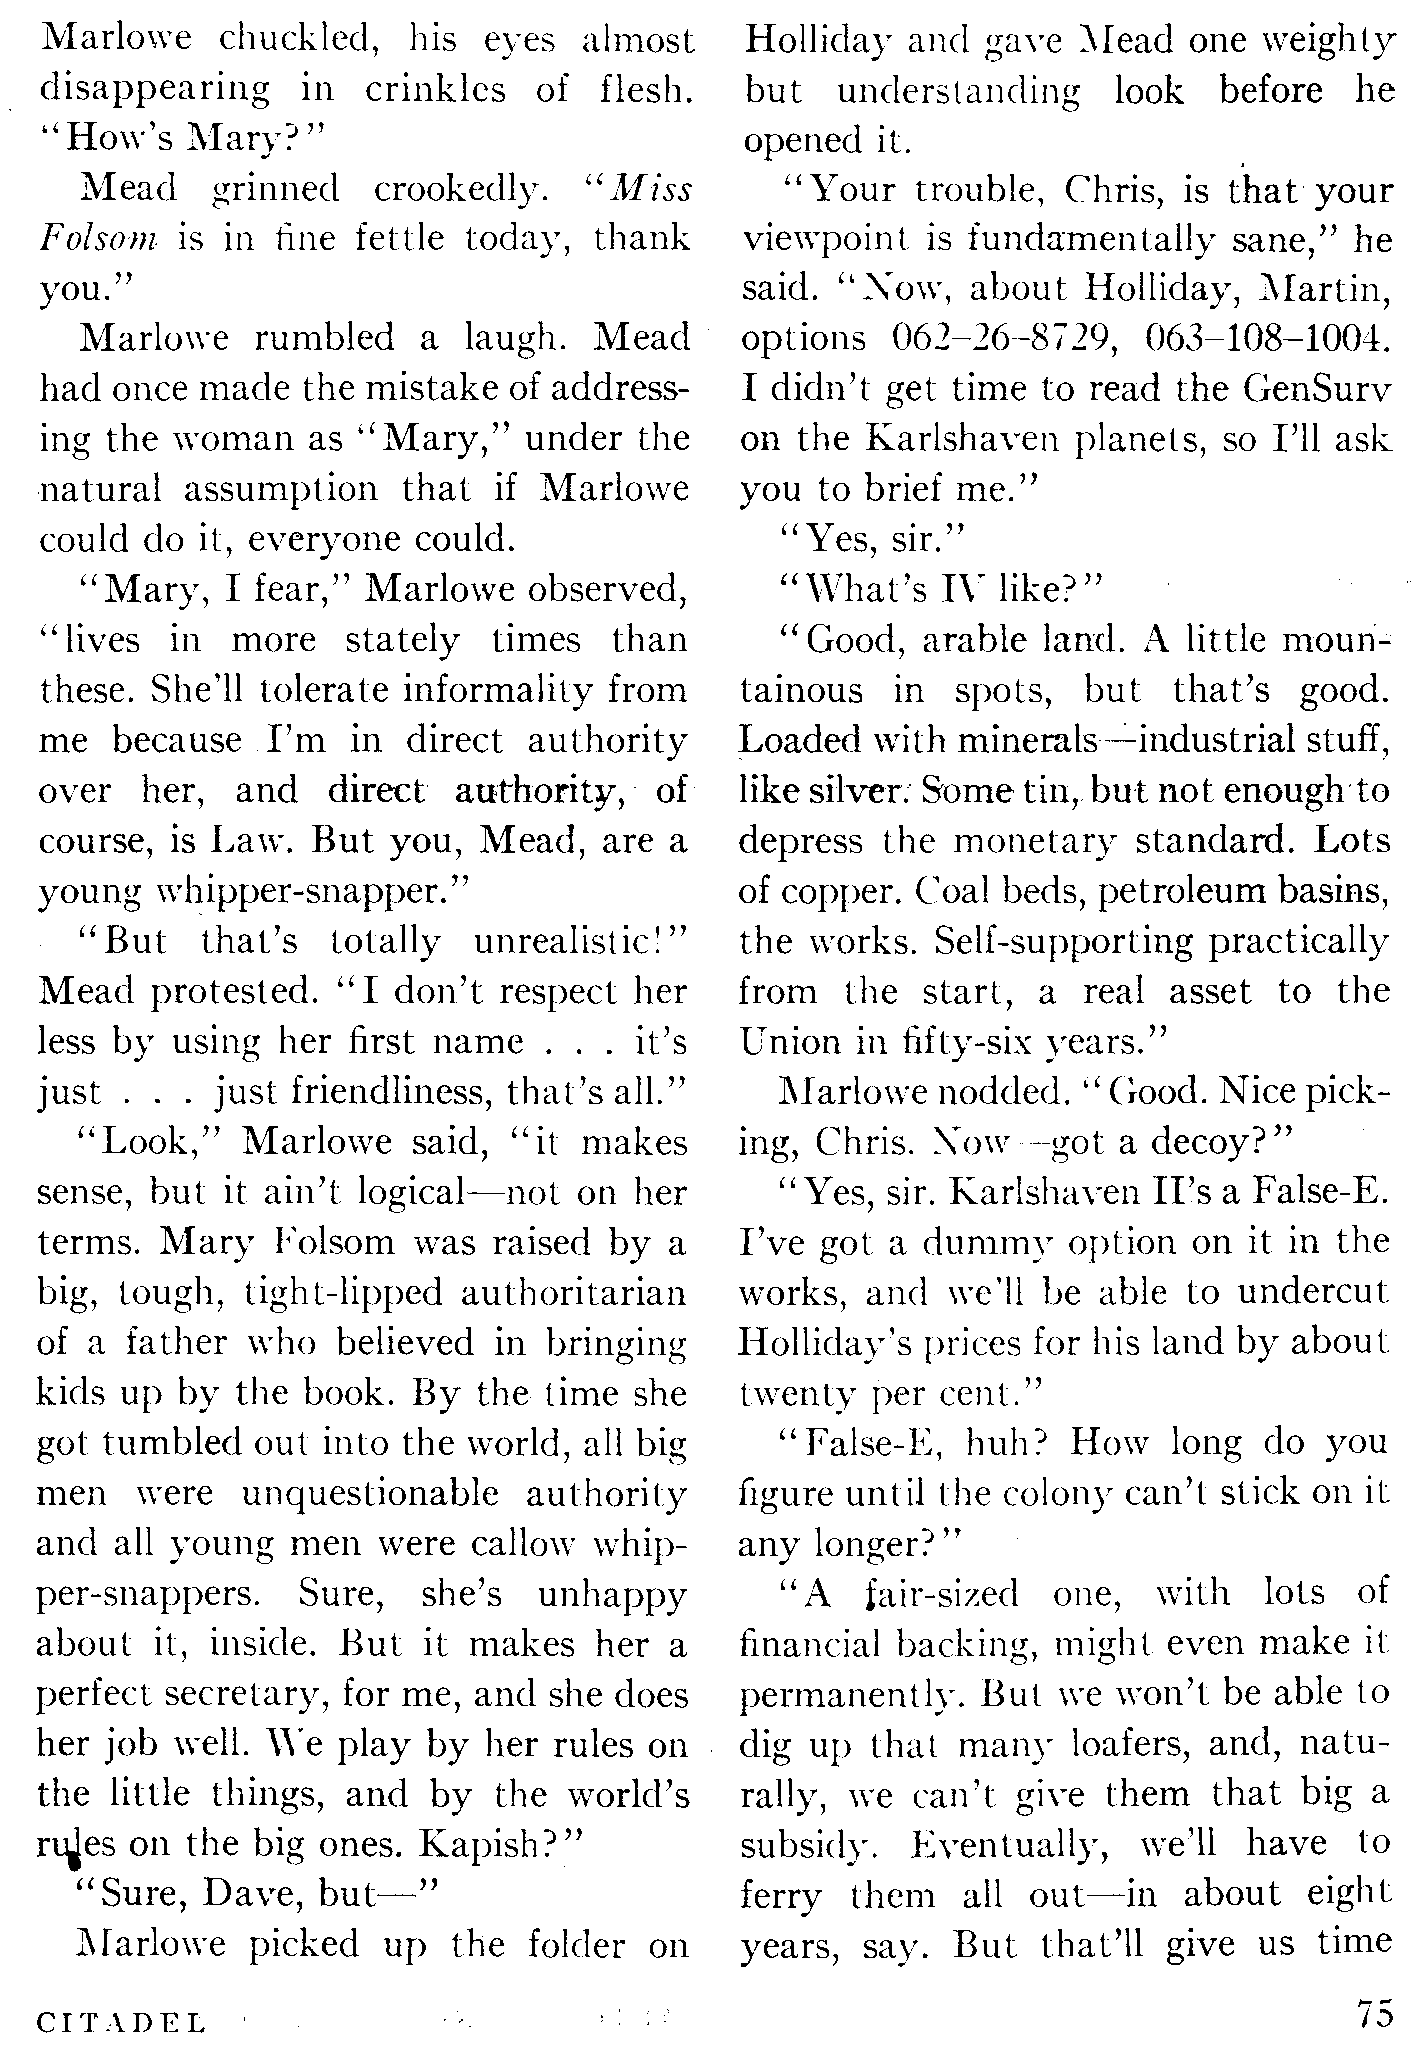 Marlowe chuckled, his eyes almost
disappearing in crinkles of flesh.
"How's Mary?"
Mead grinned crookedly. "Miss
Folsom is in fine fettle today, thank
you."
Marlowe rumbled a laugh. Mead
had once made the mistake of address-
ing the woman as "Mary," under the
natural assumption that if Marlowe
could do it, everyone could.
"Mary, I fear," Marlowe observed,
"lives in more stately times than
these. She'll tolerate informality from
me because I'm in direct authority
over her, and direct authority, of
course, is Law. But you, Mead, are a
young whipper-snapper."
"But that's totally unrealistic!"
Mead protested. "I don't respect her
less by using her first name . . . it's
just . . . just friendliness, that's all."
"Look," Marlowe said, "it makes
sense, but it ain't logical—not on her
terms. Mary Folsom was raised by a
big, tough, tight-lipped authoritarian
of a father who believed in bringing
kids up by the book. By the time she
got tumbled out into the world, all big
men were unquestionable authority
and all young men were callow whip-
per-snappers. Sure, she's unhappy
about it, inside. But it makes her a
perfect secretary, for me, and she does
her job well. We play by her rules on
the little things, and by the world's
rules on the big ones. Kapish?"
"Sure, Dave, but—"
Marlowe picked up the folder on
Holliday and gave Mead one weighty
but understanding look before he
opened it.
"Your trouble, Chris, is that your
viewpoint is fundamentally sane," he
said. "Now, about Holliday, Martin,
options 062–26–8729, 063–108–1004.
I didn't get time to read the GenSurv
on the Karlshaven planets, so I'll ask
you to brief me."
"Yes, sir."
"What's IV like?"
"Good, arable land. A little moun-
tainous in spots, but that's good.
Loaded with minerals—industrial stuff,
like silver. Some tin, but not enough to
depress the monetary standard. Lots
of copper. Coal beds, petroleum basins,
the works. Self-supporting practically
from the start, a real asset to the
Union in fifty-six years."
Marlowe nodded. "Good. Nice pick-
ing, Chris. Now—got a decoy?"
"Yes, sir. Karlshaven II's a False-E.
I've got a dummy option on it in the
works, and we'll be able to undercut
Holliday's prices for his land by about
twenty per cent."
"False-E, huh? How long do you
figure until the colony can't stick on it
any longer?"
"A fair-sized one, with lots of
financial backing, might even make it
permanently. But we won't be able to
dig up that many loafers, and, natu-
rally, we can't give them that big a
subsidy. Eventually, we'll have to
ferry them all out—in about eight
years, say. But that'll give us time
CITADEL
75